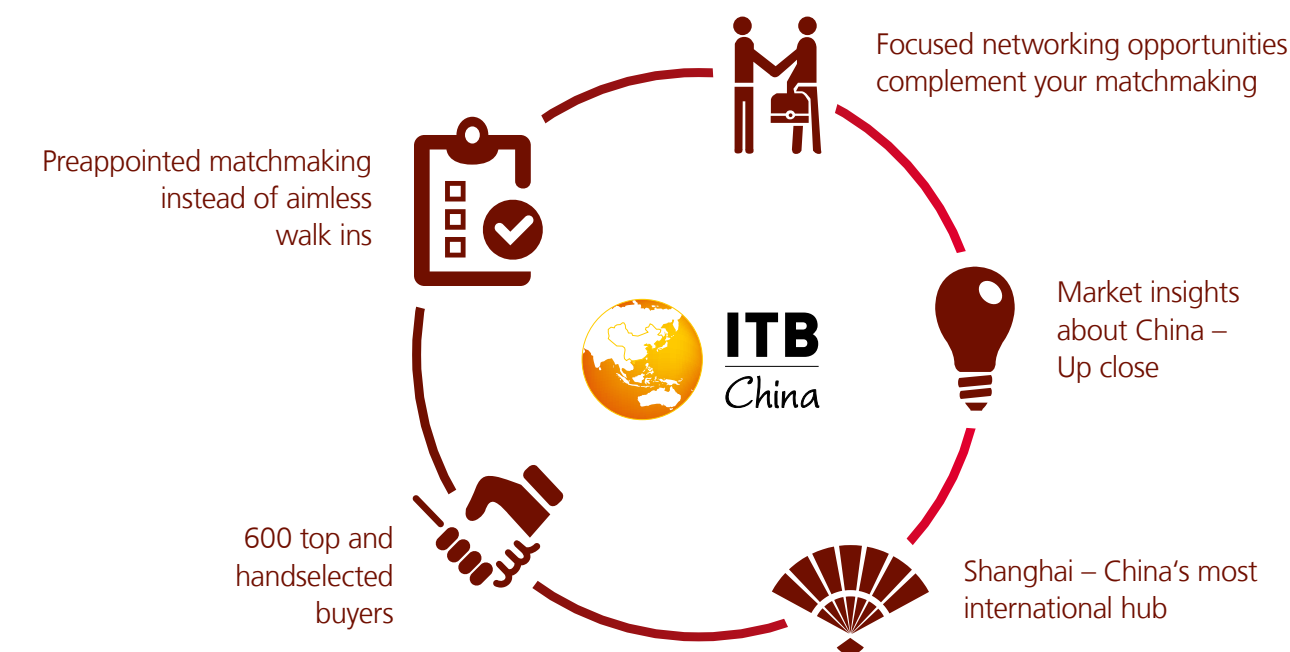 Focused networking opportunities
complement your matchmaking
Preappointed matchmaking
instead of aimless
walk ins
Market insights
about China –
Up close
ITB
China
600 top and
handselected
buyers
Shanghai – China's most
international hub